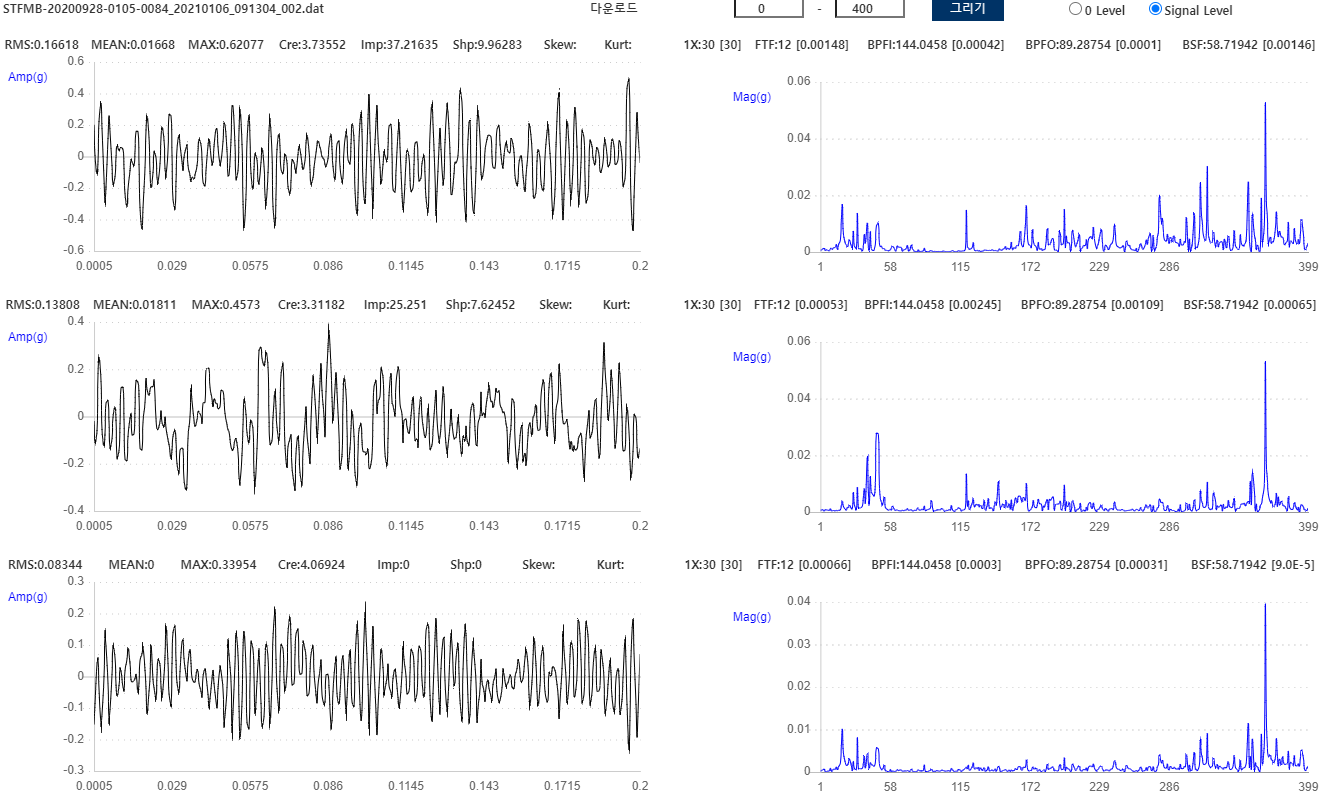 STFMB-20200928-0105-0084_20210106_091304_002.dat 다운로드 0 - 400 그리기 0 Level Signal Level
RMS:0.16618 MEAN:0.01668 MAX:0.62077 Cre:3.73552 Imp:37.21635 Shp:9.96283 Skew: Kurt: 1X:30 [30] FTF:12 [0.00148] BPFI:144.0458 [0.00042] BPFO:89.28754 [0.0001] BSF:58.71942 [0.00146]
Amp(g)
0.6
0.4
0.2
0
-0.2
-0.4
-0.6
0.0005 0.029 0.0575 0.086 0.1145 0.143 0.1715 0.2
Mag(g)
0.06
0.04
0.02
0
1 58 115 172 229 286 399
RMS:0.13808 MEAN:0.01811 MAX:0.4573 Cre:3.31182 Imp:25.251 Shp:7.62452 Skew: Kurt: 1X:30 [30] FTF:12 [0.00053] BPFI:144.0458 [0.00245] BPFO:89.28754 [0.00109] BSF:58.71942 [0.00065]
Amp(g)
0.4
0.2
0
-0.2
-0.4
0.0005 0.029 0.0575 0.086 0.1145 0.143 0.1715 0.2
Mag(g)
0.06
0.04
0.02
0
1 58 115 172 229 286 399
RMS:0.08344 MEAN:0 MAX:0.33954 Cre:4.06924 Imp:0 Shp:0 Skew: Kurt: 1X:30 [30] FTF:12 [0.00066] BPFI:144.0458 [0.0003] BPFO:89.28754 [0.00031] BSF:58.71942 [9.0E-5]
Amp(g)
0.3
0.2
0.1
0
-0.1
-0.2
-0.3
0.0005 0.029 0.0575 0.086 0.1145 0.143 0.1715 0.2
Mag(g)
0.04
0.03
0.02
0.01
0
1 58 115 172 229 286 399